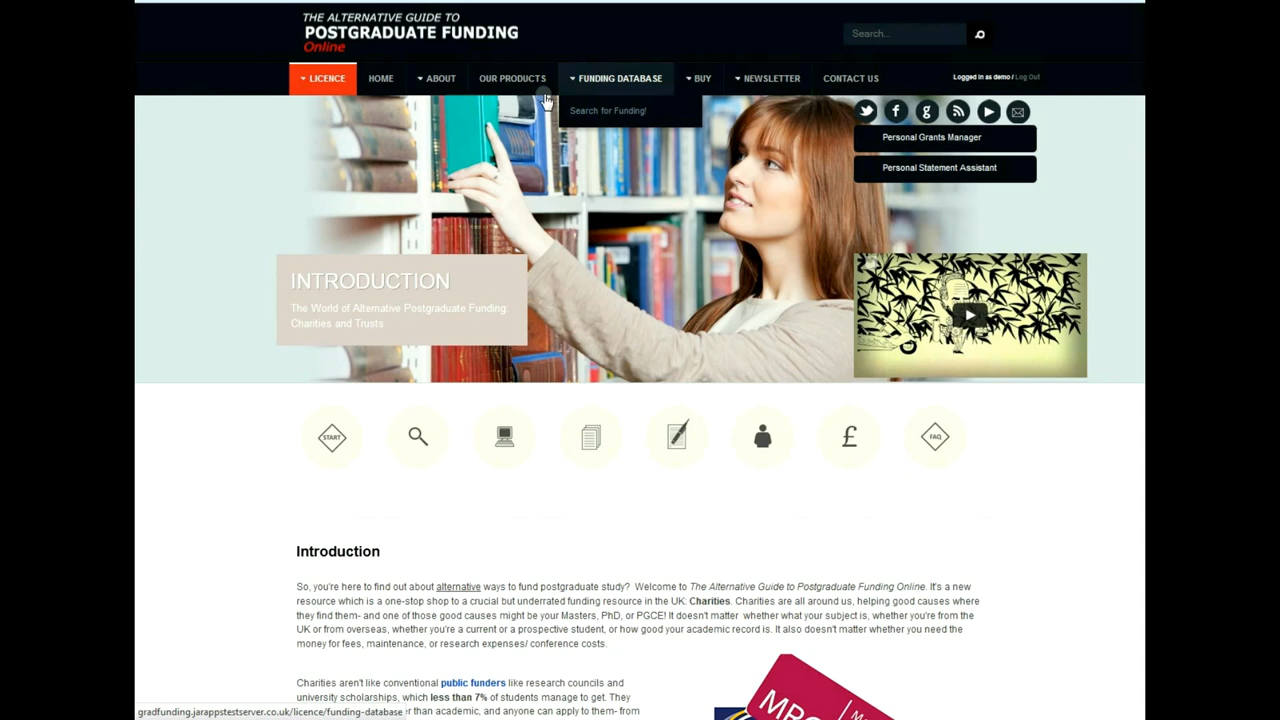 THE ALTERNATIVE GUIDE TO
POSTGRADUATE FUNDING
Online
Search...
LICENCE HOME ABOUT OUR PRODUCTS FUNDING DATABASE BUY NEWSLETTER CONTACT US
Logged in as demo / Log Out
Search for Funding!
Personal Grants Manager
Personal Statement Assistant
INTRODUCTION
The World of Alternative Postgraduate Funding:
Charities and Trusts
START
£
FAQ
Introduction
So, you're here to find out about alternative ways to fund postgraduate study? Welcome to The Alternative Guide to Postgraduate Funding Online. It's a new
resource which is a one-stop shop to a crucial but underrated funding resource in the UK: Charities. Charities are all around us, helping good causes where
they find them- and one of those good causes might be your Masters, PhD, or PGCE! It doesn't matter whether what your subject is, whether you're from the
UK or from overseas, whether you're a current or a prospective student, or how good your academic record is. It also doesn't matter whether you need the
money for fees, maintenance, or research expenses/ conference costs.
Charities aren't like conventional public funders like research councils and
university scholarships, which less than 7% of students manage to get. They
er than academic, and anyone can apply to them- from
gradfunding.jarappstestserver.co.uk/licence/funding-database